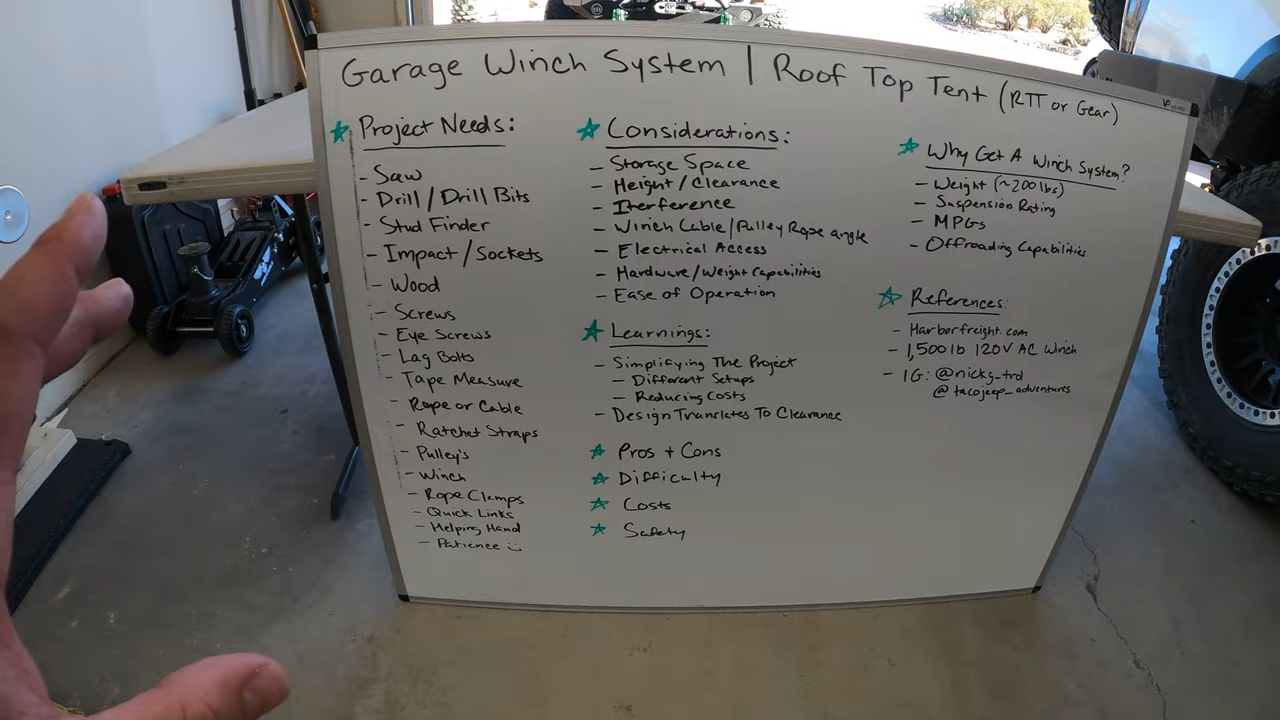 Garage Winch System | Roof Top Tent (RTT or Gear)
☆ Project Needs:
- Saw
- Drill / Drill Bits
- Stud Finder
- Impact / Sockets
- Wood
- Screws
- Eye Screws
- Lag Bolts
- Tape Measure
- Rope or Cable
- Ratchet Straps
- Pulley's
- Winch
- Rope Clamps
- Quick Links
- Helping Hand
- Patience :)
☆ Considerations:
- Storage Space
- Height / Clearance
- Iterference
- Winch Cable/Pulley Rope angle
- Electrical Access
- Hardware/Weight Capabilities
- Ease of Operation
☆ Learnings:
- Simplifying The Project
- Different Setups
- Reducing Costs
- Design Translates To Clearance
☆ Pros + Cons
☆ Difficulty
☆ Costs
☆ Safety
☆ Why Get A Winch System?
- Weight (~200 lbs)
- Suspension Rating
- MPGs
- Offroading Capabilities
☆ References:
- Harborfreight.com
- 1,500 lb 120V AC Winch
- IG: @nicky_trd
@tacojeep_adventures